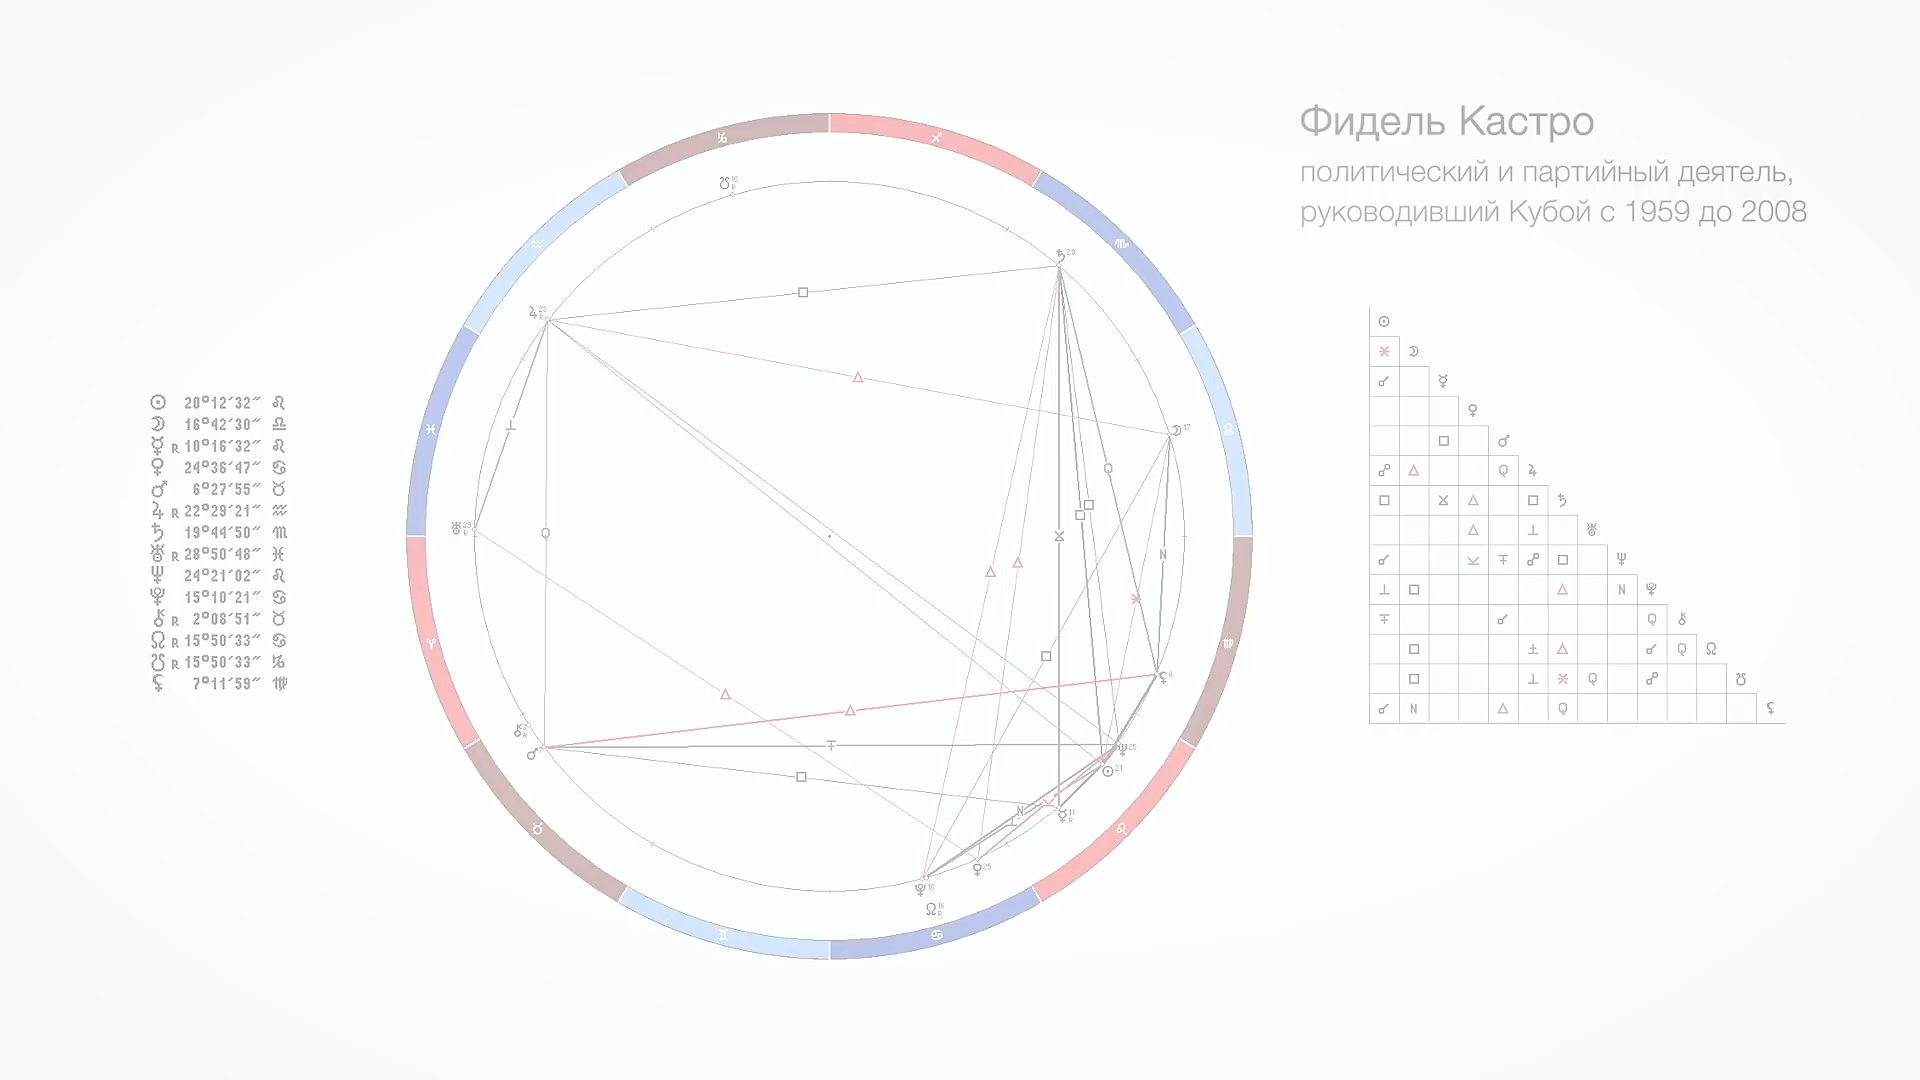 Фидель Кастро
политический и партийный деятель,
руководивший Кубой с 1959 до 2008
☉ 20°12′32″ ♌
☽ 16°42′30″ ♎
☿ R 10°16′32″ ♌
♀ 24°36′47″ ♋
♂ 6°27′55″ ♉
♃ R 22°29′21″ ♒
♄ 19°44′50″ ♏
♅ R 28°50′48″ ♓
♆ 24°21′02″ ♌
♇ 15°10′21″ ♋
⚷ R 2°08′51″ ♉
☊ R 15°50′33″ ♋
☋ R 15°50′33″ ♑
⚸ 7°11′59″ ♍